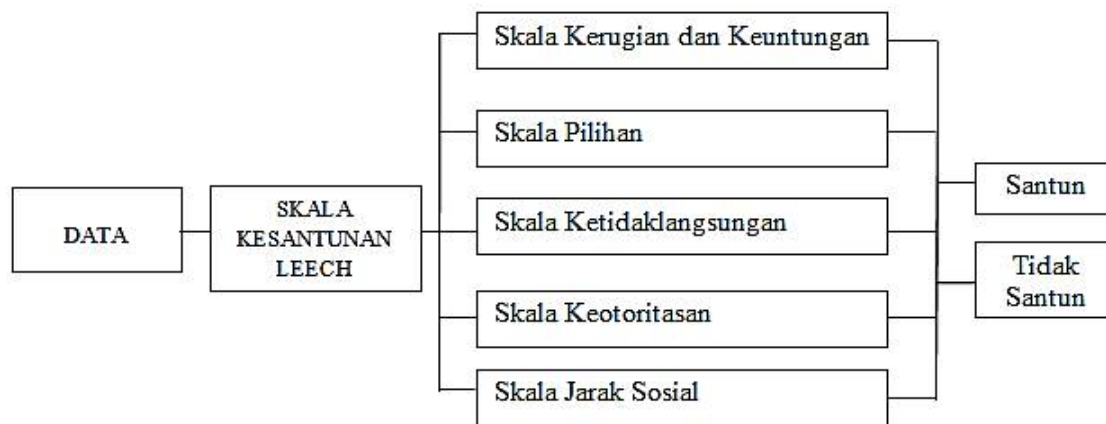 DATA
SKALA
KESANTUNAN
LEECH
Skala Kerugian dan Keuntungan
Skala Pilihan
Skala Ketidaklangsungan
Skala Keotoritasan
Skala Jarak Sosial
Santun
Tidak
Santun